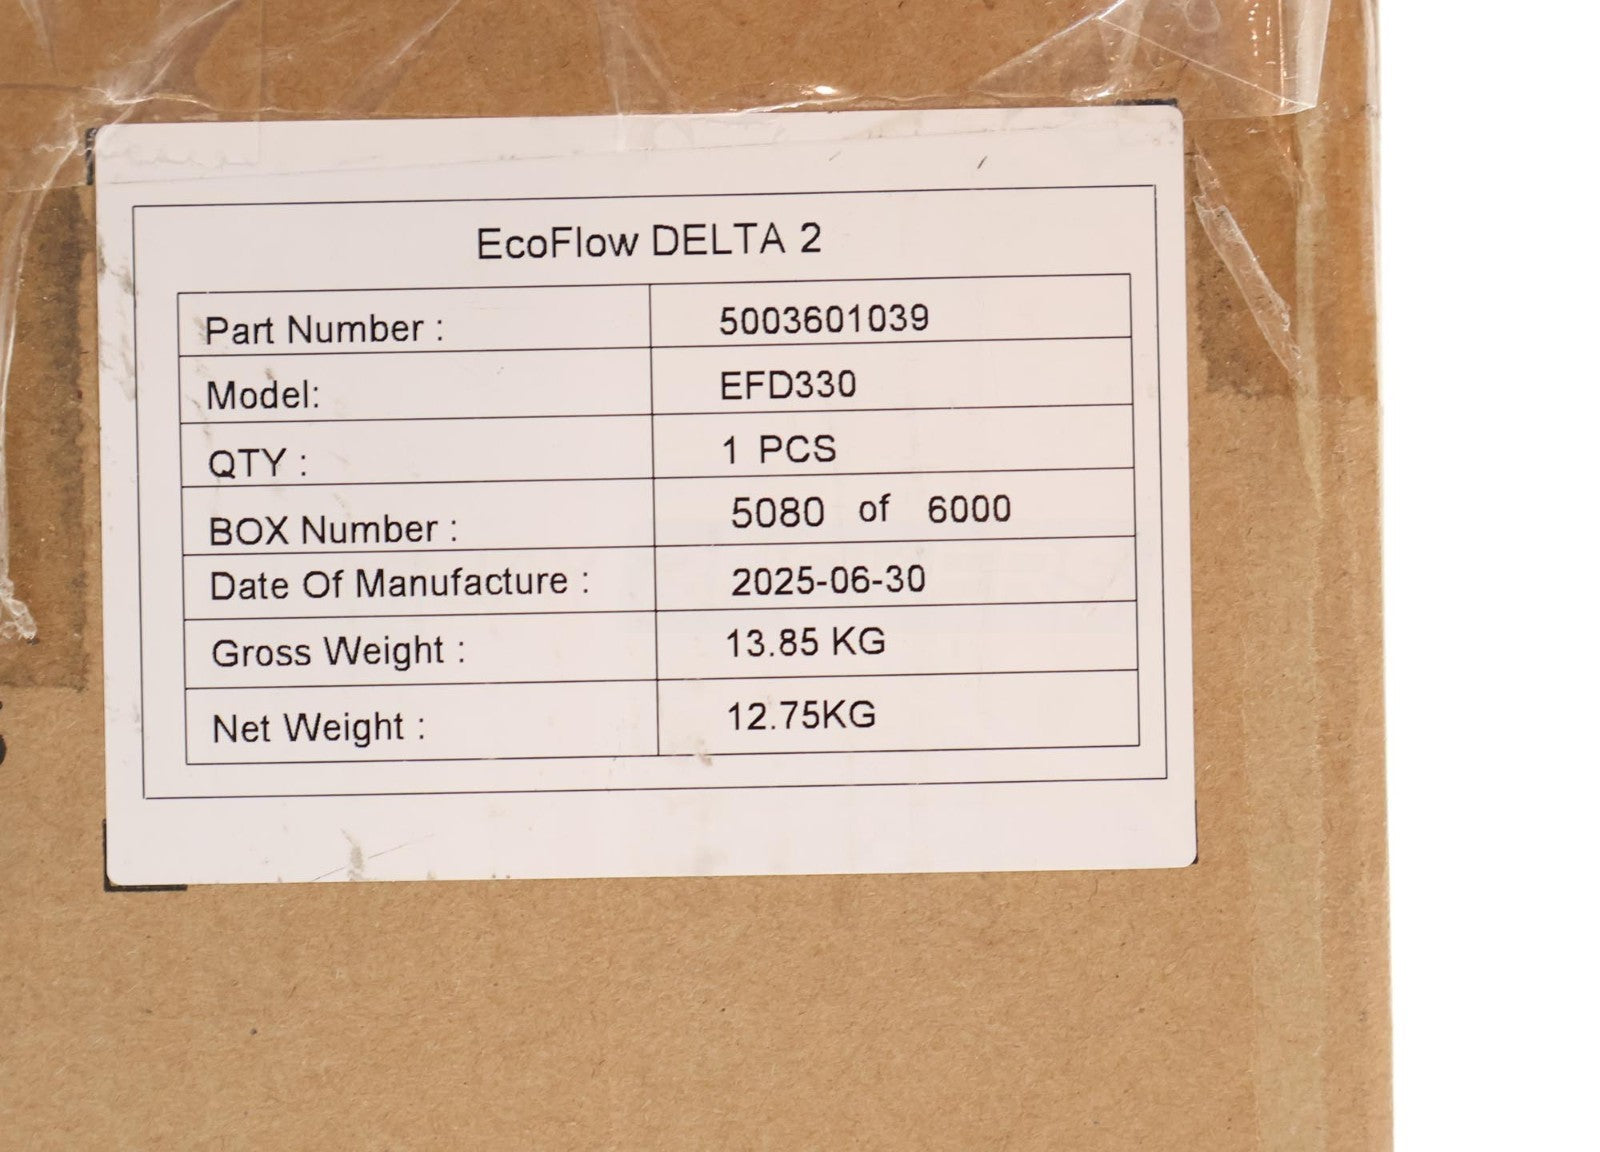 EcoFlow DELTA 2
Part Number : 5003601039
Model: EFD330
QTY : 1 PCS
BOX Number : 5080 of 6000
Date Of Manufacture : 2025-06-30
Gross Weight : 13.85 KG
Net Weight : 12.75KG